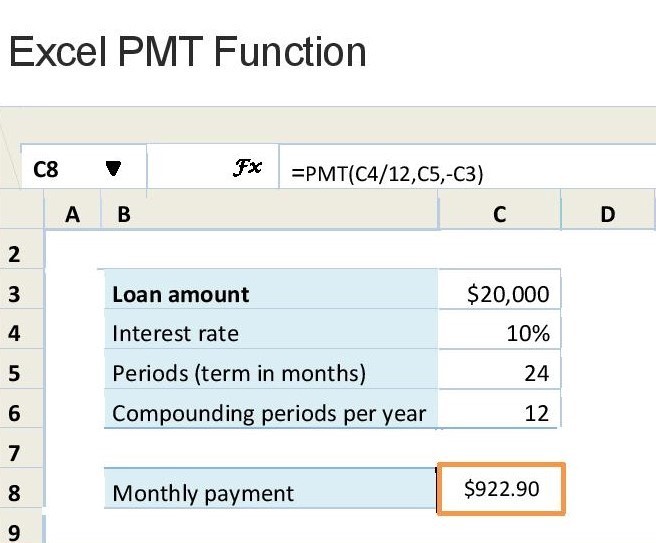 Excel PMT Function
C8 ▼ Fx =PMT(C4/12,C5,-C3)
A B C D
2
3 Loan amount $20,000
4 Interest rate 10%
5 Periods (term in months) 24
6 Compounding periods per year 12
7
8 Monthly payment $922.90
9